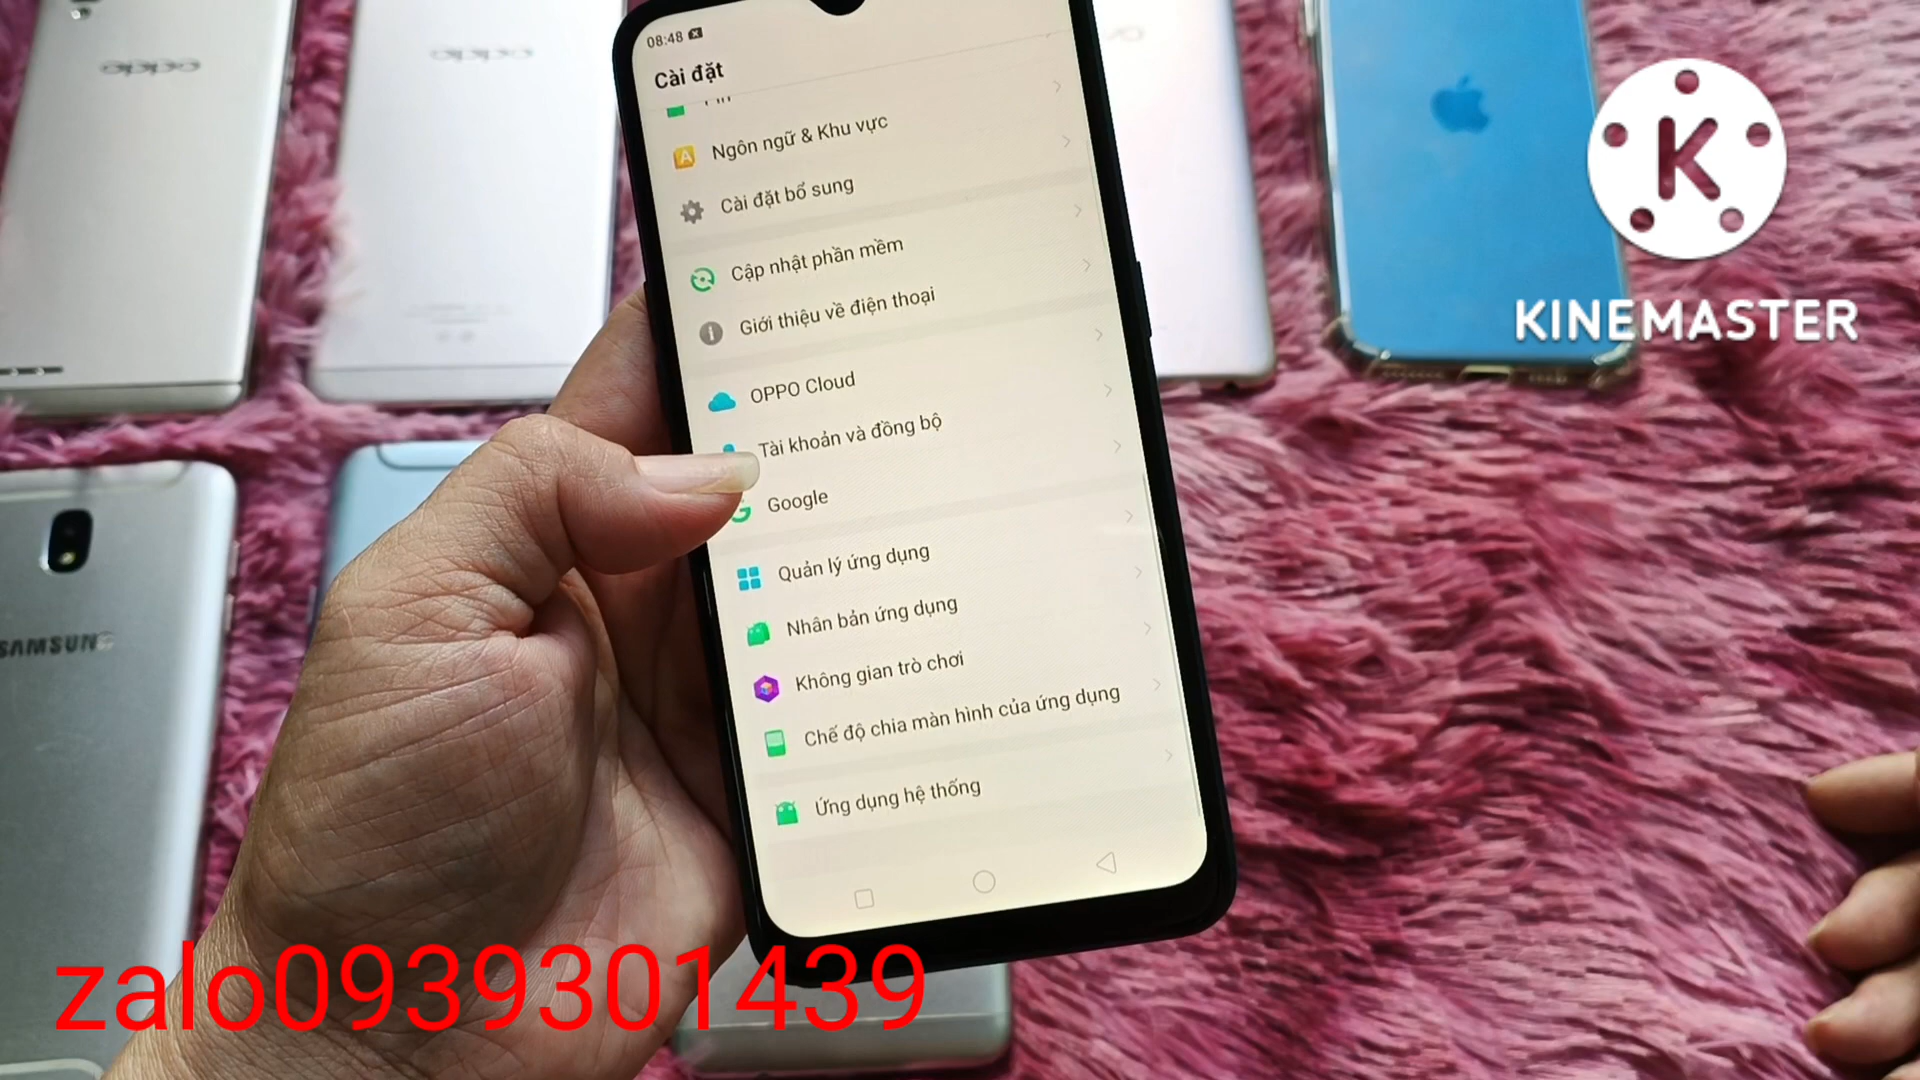 OPPO
OPPO
08:48
Cài đặt
Ngôn ngữ & Khu vực
Cài đặt bổ sung
Cập nhật phần mềm
Giới thiệu về điện thoại
OPPO Cloud
Tài khoản và đồng bộ
Google
Quản lý ứng dụng
Nhân bản ứng dụng
Không gian trò chơi
Chế độ chia màn hình của ứng dụng
Ứng dụng hệ thống
K
KINEMASTER
SAMSUNG
zalo0939301439